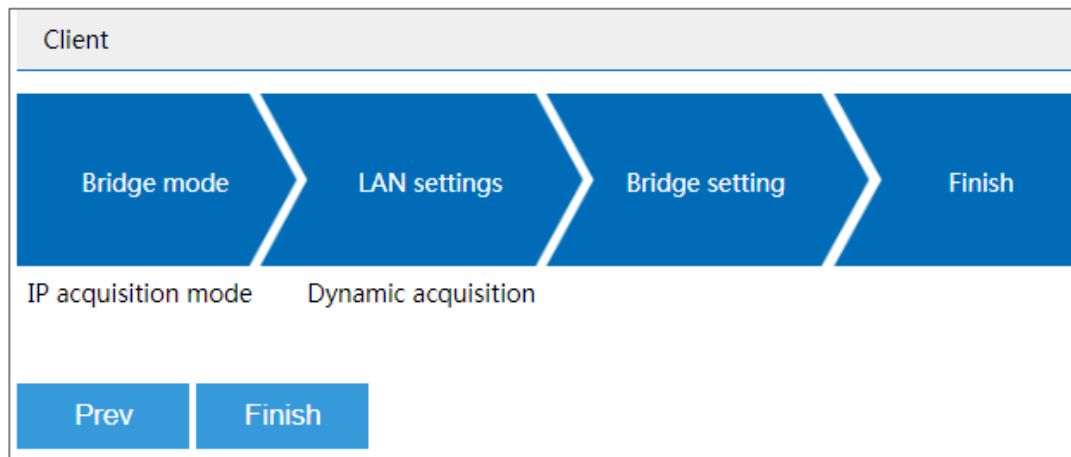 Client
Bridge mode LAN settings Bridge setting Finish
IP acquisition mode Dynamic acquisition
Prev Finish